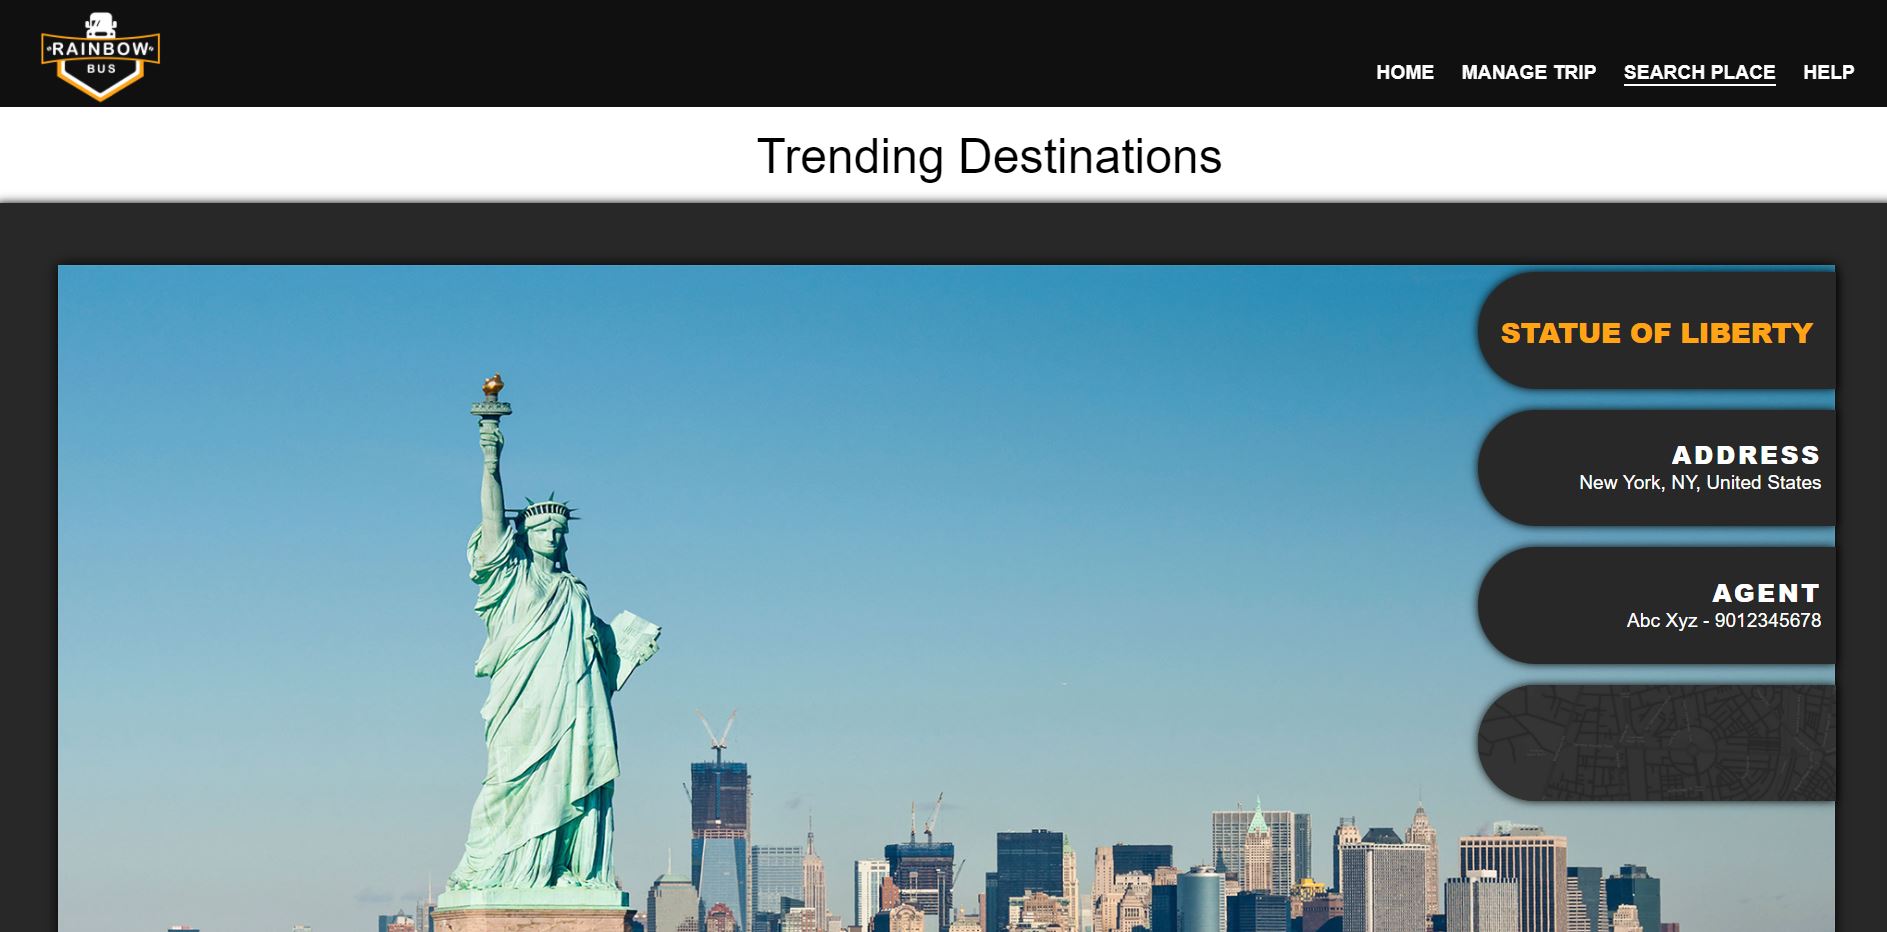 RAINBOW
BUS
HOME
MANAGE TRIP
SEARCH PLACE
HELP
Trending Destinations
STATUE OF LIBERTY
ADDRESS
New York, NY, United States
AGENT
Abc Xyz - 9012345678